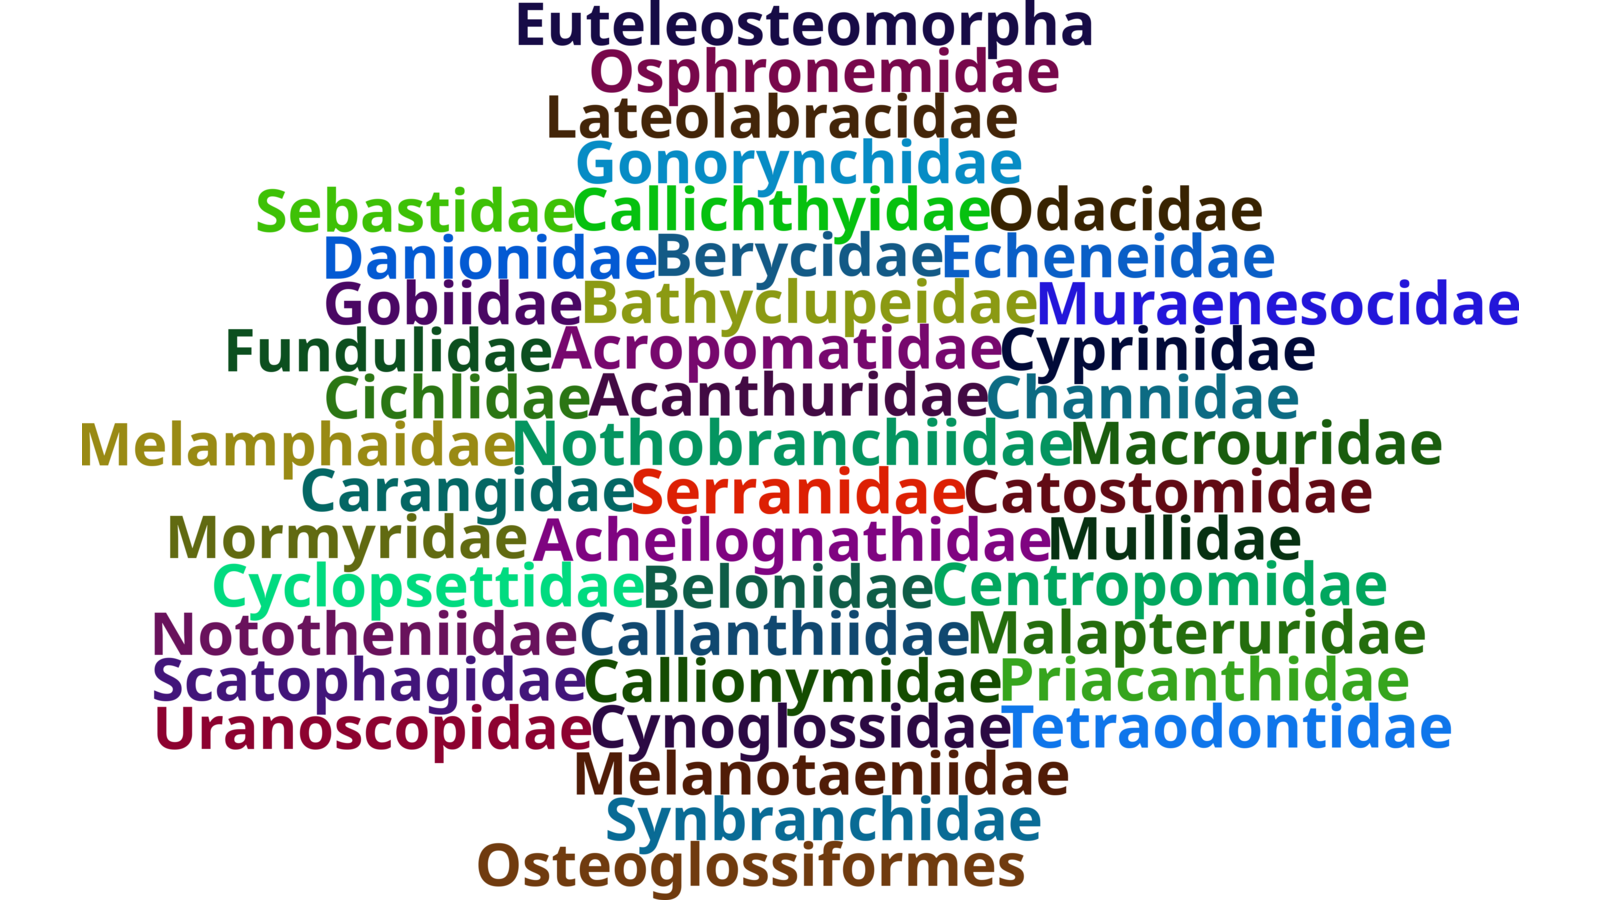 Euteleosteomorpha
Osphronemidae
Lateolabracidae
Gonorynchidae
Sebastidae Callichthyidae Odacidae
Danionidae Berycidae Echeneidae
Gobiidae Bathyclupeidae Muraenesocidae
Fundulidae Acropomatidae Cyprinidae
Cichlidae Acanthuridae Channidae
Melamphaidae Nothobranchiidae Macrouridae
Carangidae Serranidae Catostomidae
Mormyridae Acheilognathidae Mullidae
Cyclopsettidae Belonidae Centropomidae
Nototheniidae Callanthiidae Malapteruridae
Scatophagidae Callionymidae Priacanthidae
Uranoscopidae Cynoglossidae Tetraodontidae
Melanotaeniidae
Synbranchidae
Osteoglossiformes